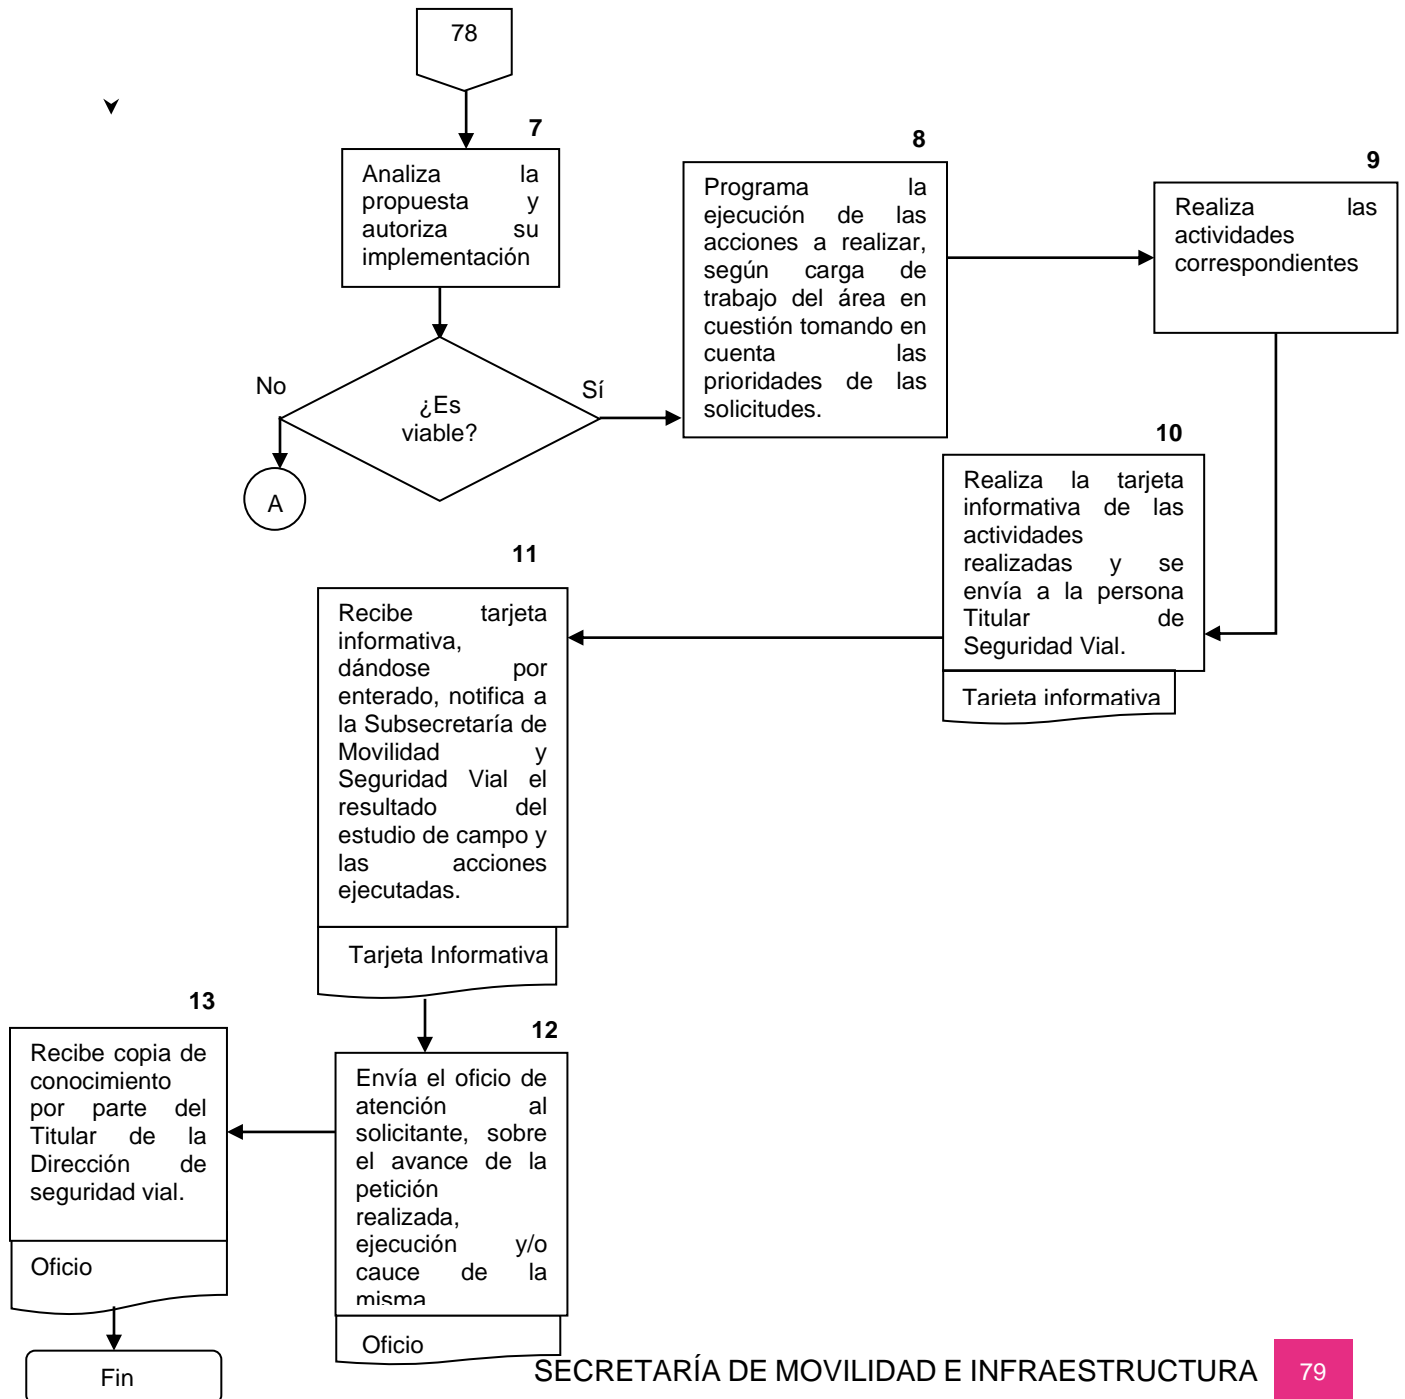 78
7
Analiza la
propuesta y
autoriza su
implementación
¿Es
viable?
No
Sí
A
8
Programa la
ejecución de las
acciones a realizar,
según carga de
trabajo del área en
cuestión tomando en
cuenta las
prioridades de las
solicitudes.
9
Realiza las
actividades
correspondientes
10
Realiza la tarjeta
informativa de las
actividades
realizadas y se
envía a la persona
Titular de
Seguridad Vial.
Tarjeta informativa
11
Recibe tarjeta
informativa,
dándose por
enterado, notifica a
la Subsecretaría de
Movilidad y
Seguridad Vial el
resultado del
estudio de campo y
las acciones
ejecutadas.
Tarjeta Informativa
12
Envía el oficio de
atención al
solicitante, sobre
el avance de la
petición
realizada,
ejecución y/o
cauce de la
misma
Oficio
13
Recibe copia de
conocimiento
por parte del
Titular de la
Dirección de
seguridad vial.
Oficio
Fin
SECRETARÍA DE MOVILIDAD E INFRAESTRUCTURA 79